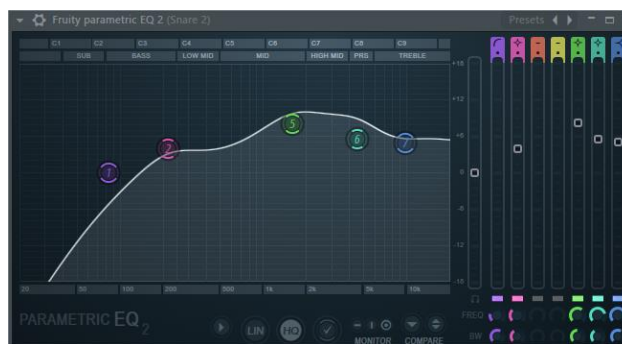 Fruity parametric EQ 2 (Snare 2) Presets
C1 C2 C3 C4 C5 C6 C7 C8 C9
SUB BASS LOW MID MID HIGH MID PRS TREBLE
+18
+12
+6
0
-6
-12
-18
1 2 5 6 7
20 50 100 200 500 1k 2k 5k 10k
FREQ
PARAMETRIC EQ 2 LIN HQ
MONITOR COMPARE BW